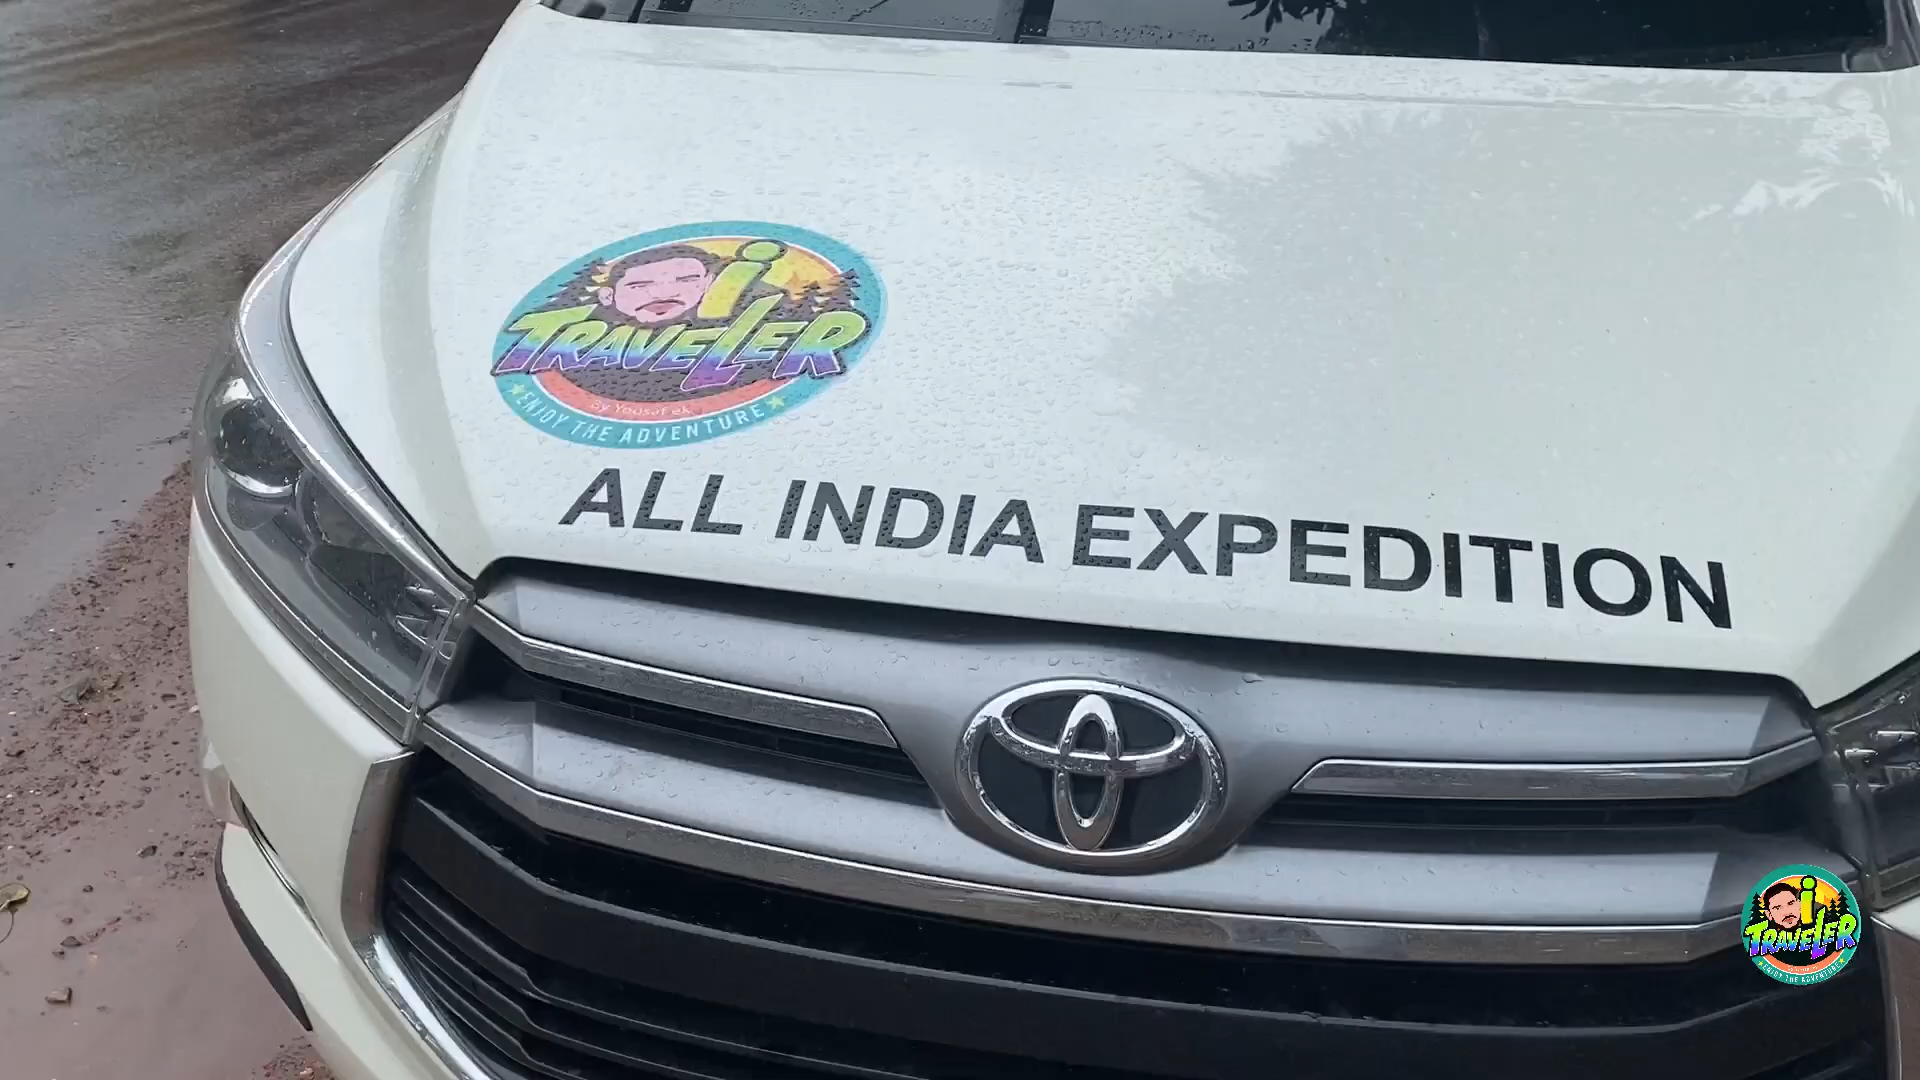 i
TRAVELER
By Yousaf ek
ENJOY THE ADVENTURE
ALL INDIA EXPEDITION
i
TRAVELER
ENJOY THE ADVENTURE